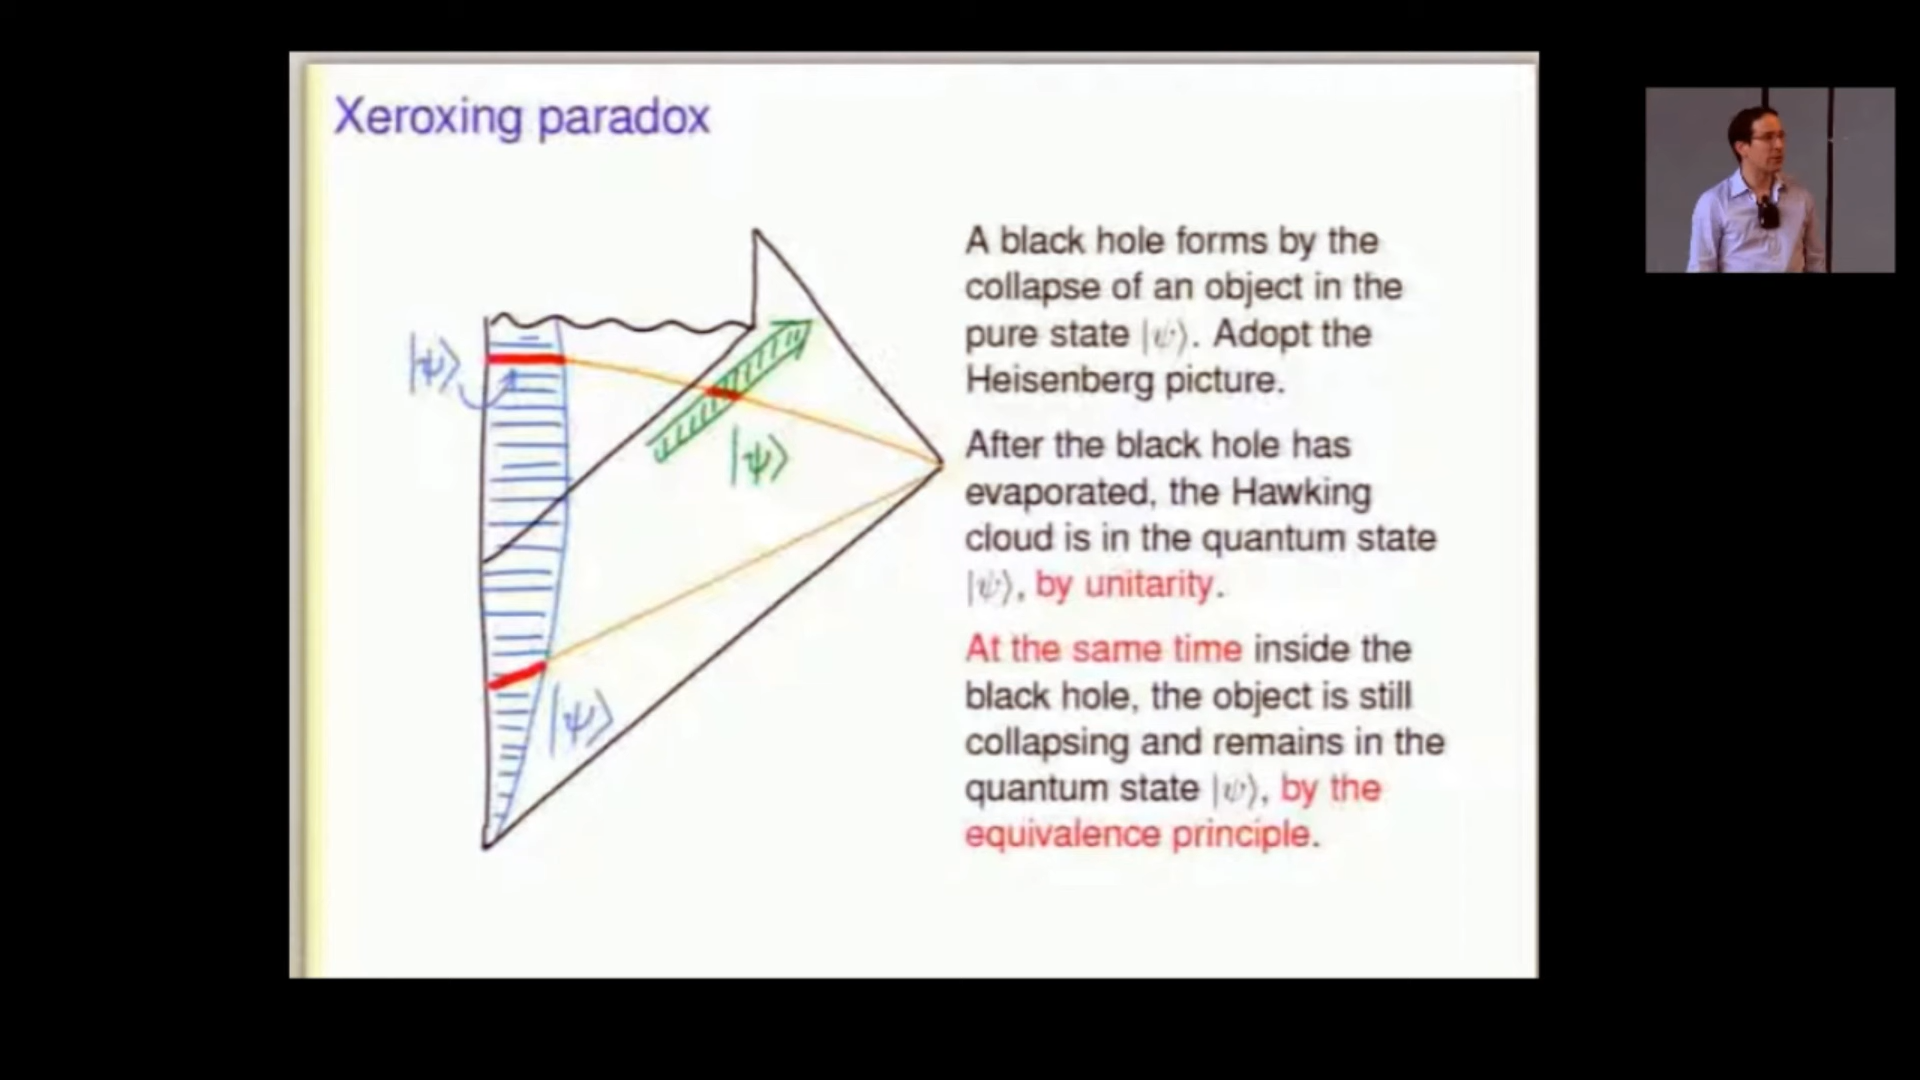 Xeroxing paradox
A black hole forms by the
collapse of an object in the
pure state |ψ⟩. Adopt the
Heisenberg picture.
After the black hole has
evaporated, the Hawking
cloud is in the quantum state
|ψ⟩, by unitarity.
At the same time inside the
black hole, the object is still
collapsing and remains in the
quantum state |ψ⟩, by the
equivalence principle.
|ψ⟩
|ψ⟩
|ψ⟩